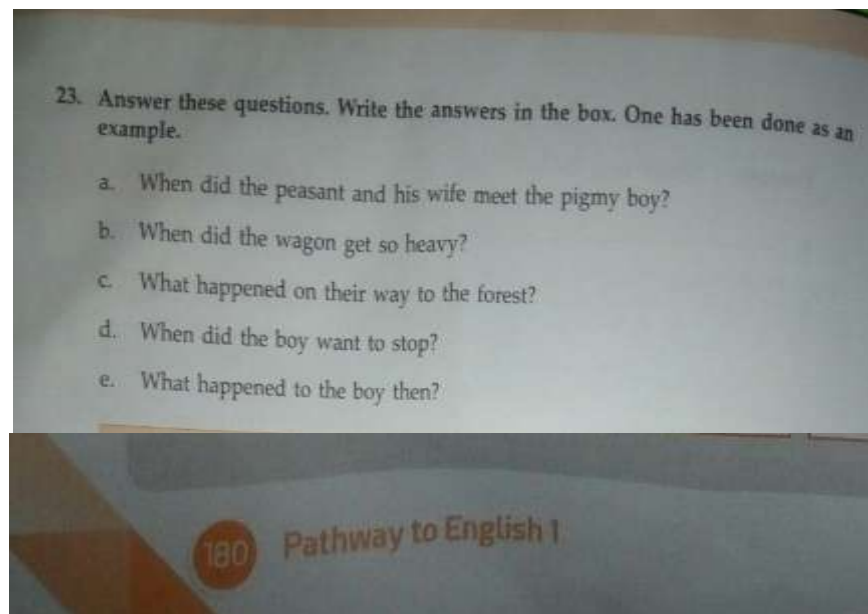 23. Answer these questions. Write the answers in the box. One has been done as an
example.
a. When did the peasant and his wife meet the pigmy boy?
b. When did the wagon get so heavy?
c. What happened on their way to the forest?
d. When did the boy want to stop?
e. What happened to the boy then?
180 Pathway to English 1